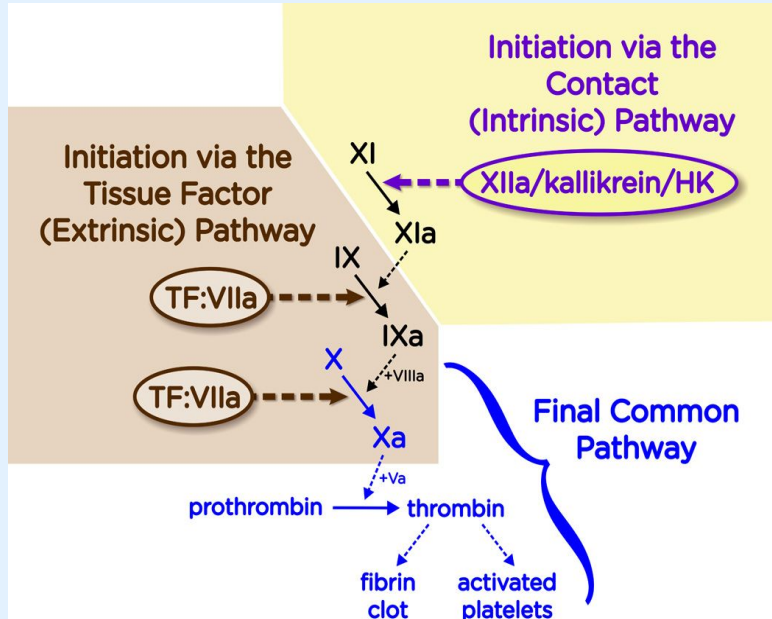 Initiation via the
Contact
(Intrinsic) Pathway
XI
XIIa/kallikrein/HK
XIa
Initiation via the
Tissue Factor
(Extrinsic) Pathway
IX
TF:VIIa
IXa
X
+VIIIa
TF:VIIa
Xa
+Va
Final Common
Pathway
prothrombin
thrombin
fibrin
clot
activated
platelets